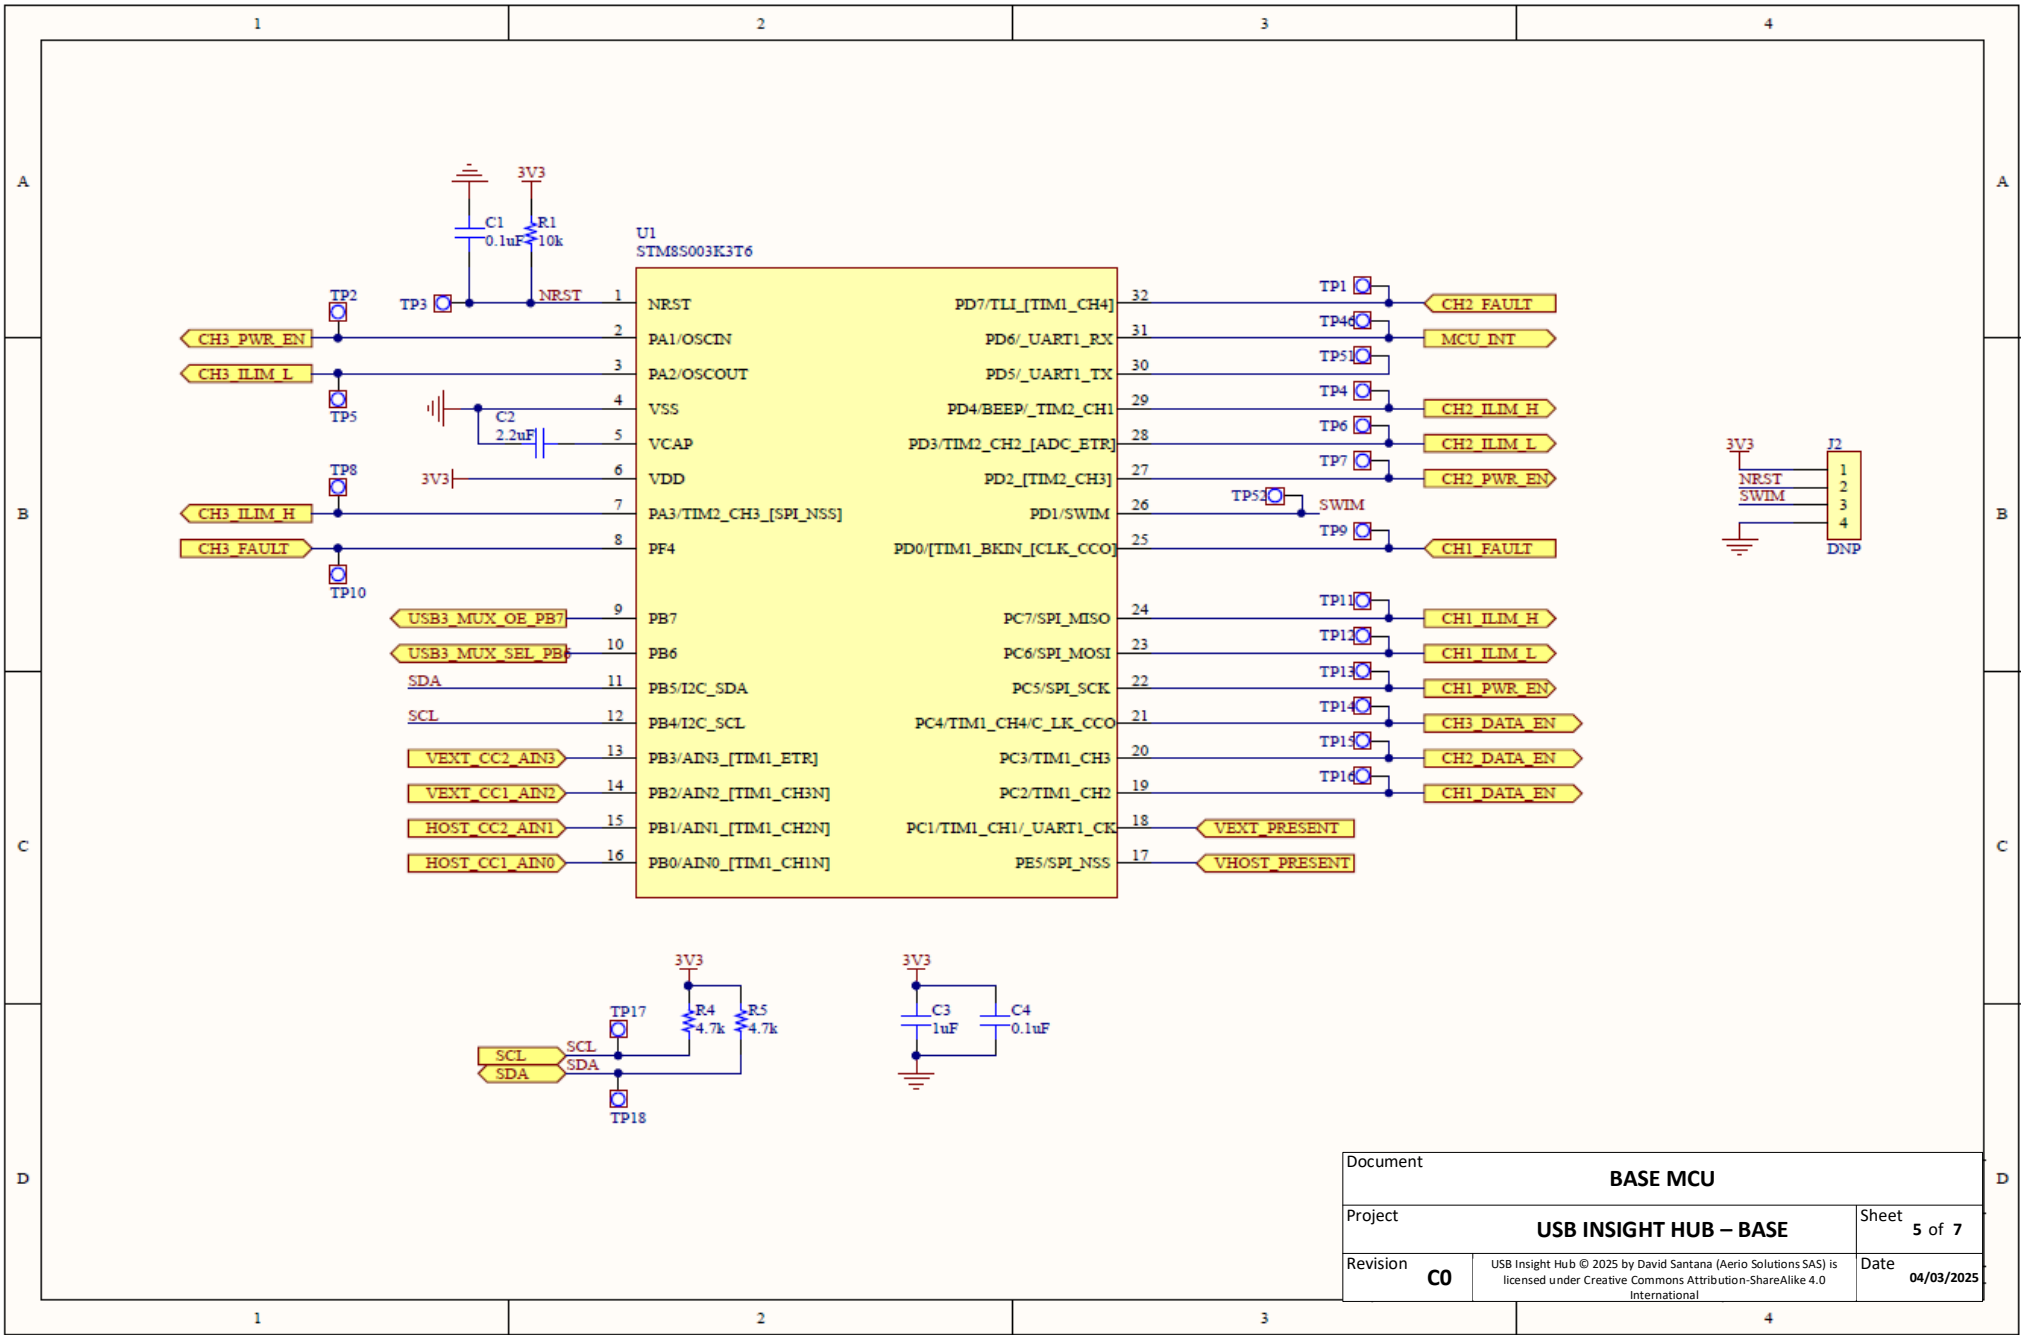 1 2 3 4
A A
3V3
C1 R1
0.1uF 10k
U1
STM8S003K3T6
TP2
TP3 NRST 1 NRST PD7/TLI_[TIM1_CH4] 32 TP1 CH2_FAULT
CH3_PWR_EN 2 PA1/OSCIN PD6/_UART1_RX 31 TP46 MCU_INT
CH3_ILIM_L 3 PA2/OSCOUT PD5/_UART1_TX 30 TP51
TP5
4 VSS PD4/BEEP/_TIM2_CH1 29 TP4 CH2_ILIM_H
C2
2.2uF
5 VCAP PD3/TIM2_CH2_[ADC_ETR] 28 TP6 CH2_ILIM_L
TP8
3V3 6 VDD PD2_[TIM2_CH3] 27 TP7 CH2_PWR_EN
B CH3_ILIM_H 7 PA3/TIM2_CH3_[SPI_NSS] PD1/SWIM 26 TP52 SWIM B
CH3_FAULT 8 PF4 PD0/[TIM1_BKIN_[CLK_CCO] 25 TP9 CH1_FAULT
TP10
3V3 J2
1
NRST 2
SWIM 3
4
DNP
USB3_MUX_OE_PB7 9 PB7 PC7/SPI_MISO 24 TP11 CH1_ILIM_H
USB3_MUX_SEL_PB6 10 PB6 PC6/SPI_MOSI 23 TP12 CH1_ILIM_L
SDA 11 PB5/I2C_SDA PC5/SPI_SCK 22 TP13 CH1_PWR_EN
SCL 12 PB4/I2C_SCL PC4/TIM1_CH4/C_LK_CCO 21 TP14 CH3_DATA_EN
VEXT_CC2_AIN3 13 PB3/AIN3_[TIM1_ETR] PC3/TIM1_CH3 20 TP15 CH2_DATA_EN
VEXT_CC1_AIN2 14 PB2/AIN2_[TIM1_CH3N] PC2/TIM1_CH2 19 TP16 CH1_DATA_EN
HOST_CC2_AIN1 15 PB1/AIN1_[TIM1_CH2N] PC1/TIM1_CH1/_UART1_CK 18 VEXT_PRESENT
C C
HOST_CC1_AIN0 16 PB0/AIN0_[TIM1_CH1N] PE5/SPI_NSS 17 VHOST_PRESENT
3V3 3V3
TP17 R4 R5 C3 C4
4.7k 4.7k 1uF 0.1uF
SCL SCL
SDA SDA
TP18
D D
Document
BASE MCU
Project
USB INSIGHT HUB – BASE
Sheet 5 of 7
Revision C0
USB Insight Hub © 2025 by David Santana (Aerio Solutions SAS) is
licensed under Creative Commons Attribution-ShareAlike 4.0
International
Date
04/03/2025
1 2 3 4